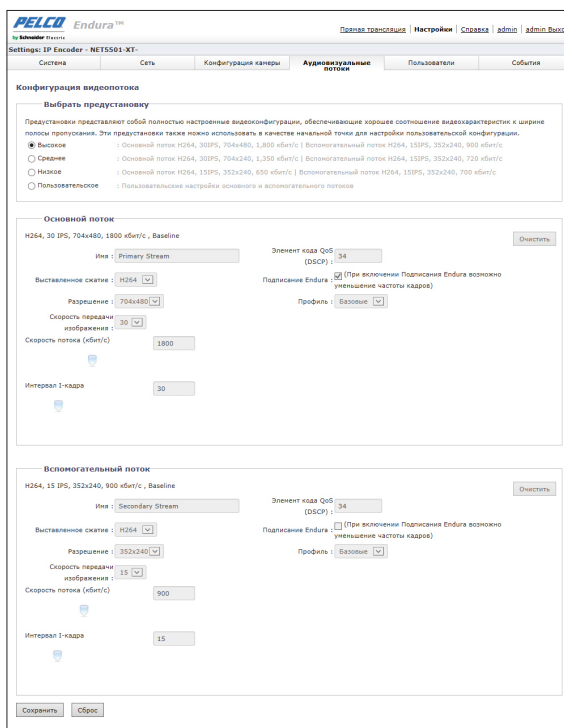 PELCO Endura™
by Schneider Electric
Прямая трансляция | Настройки | Справка | admin | admin
Settings: IP Encoder - NET5501-XT-
Система Сеть Конфигурация камеры Аудиовизуальные потоки Пользователи События
Конфигурация видеопотока
Выбрать предустановку
Предустановки представляют собой полностью настроенные видеоконфигурации, обеспечивающие хорошее соотношение видеохарактеристик к ширине
полосы пропускания. Эти предустановки также можно использовать в качестве начальной точки для настройки пользовательской конфигурации.
Высокое : Основной поток H264, 30IPS, 704x480, 1,800 кбит/с | Вспомогательный поток H264, 15IPS, 352x240, 900 кбит/с
Среднее : Основной поток H264, 30IPS, 704x240, 1,350 кбит/с | Вспомогательный поток H264, 15IPS, 352x240, 720 кбит/с
Низкое : Основной поток H264, 15IPS, 352x240, 650 кбит/с | Вспомогательный поток H264, 15IPS, 352x240, 700 кбит/с
Пользовательское : Пользовательские настройки основного и вспомогательного потоков
Основной поток
H264, 30 IPS, 704x480, 1800 кбит/с , Baseline
Очистить
Имя : Primary Stream
Элемент кода QoS (DSCP) : 34
Выставленное сжатие : H264
Подписание Endura : (При включении Подписания Endura возможно
уменьшение частоты кадров)
Разрешение : 704x480
Профиль : Базовые
Скорость передачи
изображения : 30
Скорость потока (кбит/с) 1800
Интервал I-кадра 30
Вспомогательный поток
H264, 15 IPS, 352x240, 900 кбит/с , Baseline
Очистить
Имя : Secondary Stream
Элемент кода QoS (DSCP) : 34
Выставленное сжатие : H264
Подписание Endura : (При включении Подписания Endura возможно
уменьшение частоты кадров)
Разрешение : 352x240
Профиль : Базовые
Скорость передачи
изображения : 15
Скорость потока (кбит/с) 900
Интервал I-кадра 15
Сохранить Сброс